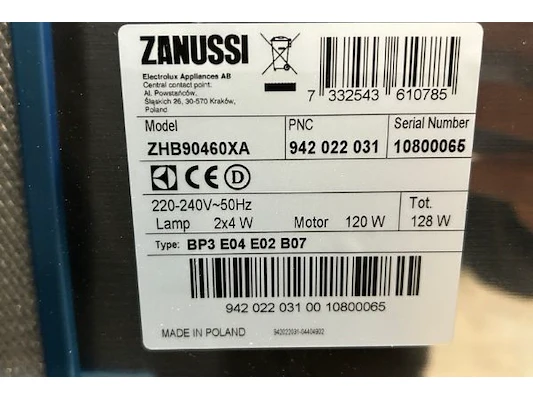 ZANUSSI
Electrolux Appliances AB
Central contact point.
Al. Powstańców,
Śląskich 26, 30-570 Kraków,
Poland
7 332543 610785
Model PNC Serial Number
ZHB90460XA 942 022 031 10800065
CE D
220-240V~50Hz Tot.
Lamp 2x4 W Motor 120 W 128 W
Type: BP3 E04 E02 B07
942 022 031 00 10800065
MADE IN POLAND